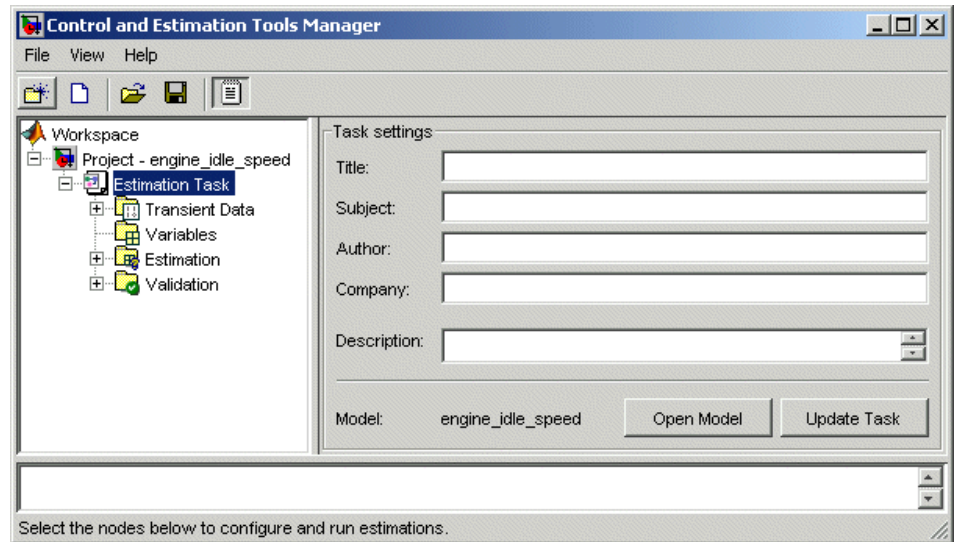 Control and Estimation Tools Manager
File View Help
Workspace
Project - engine_idle_speed
Estimation Task
Transient Data
Variables
Estimation
Validation
Task settings
Title:
Subject:
Author:
Company:
Description:
Model: engine_idle_speed Open Model Update Task
Select the nodes below to configure and run estimations.